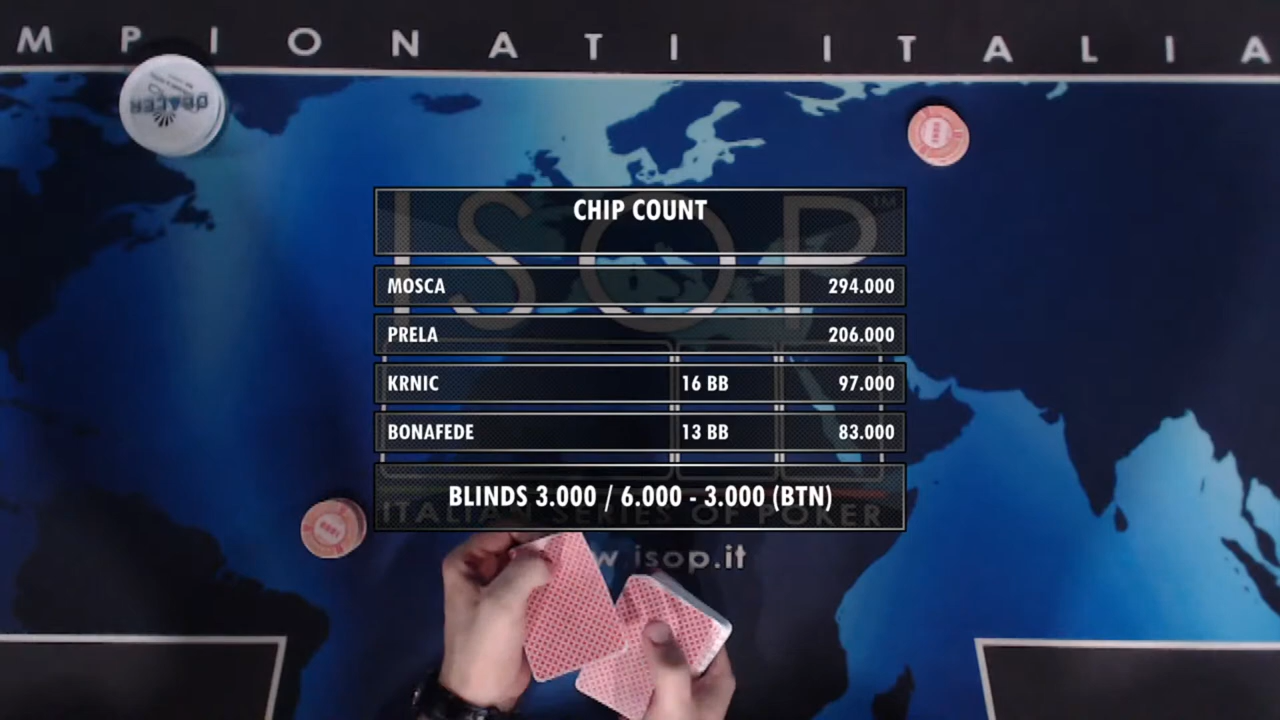 MPIONATI ITALIA
DEALER
ISOP™
CHIP COUNT
MOSCA 294.000
PRELA 206.000
KRNIC 16 BB 97.000
BONAFEDE 13 BB 83.000
BLINDS 3.000 / 6.000 - 3.000 (BTN)
ITALIAN SERIES OF POKER
w isop.it